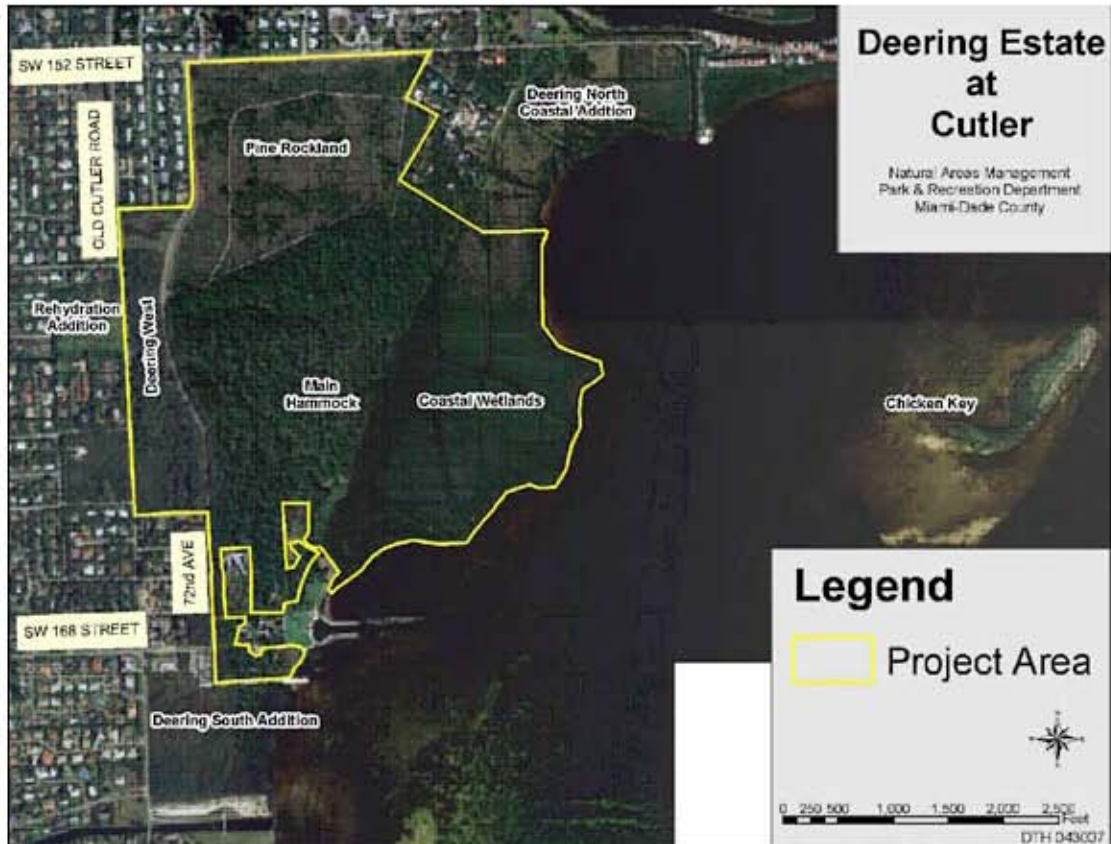 Deering Estate
at
Cutler
Natural Areas Management
Park & Recreation Department
Miami-Dade County
SW 152 STREET
OLD CUTLER ROAD
Pine Rockland
Deering North
Coastal Addtion
Rehydration
Addition
Deering West
Main
Hammock
Coastal Wetlands
Chicken Key
72nd AVE
SW 168 STREET
Deering South Addition
Legend
Project Area
0 250 500 1,000 1,500 2,000 2,500
Feet
DTH 043007